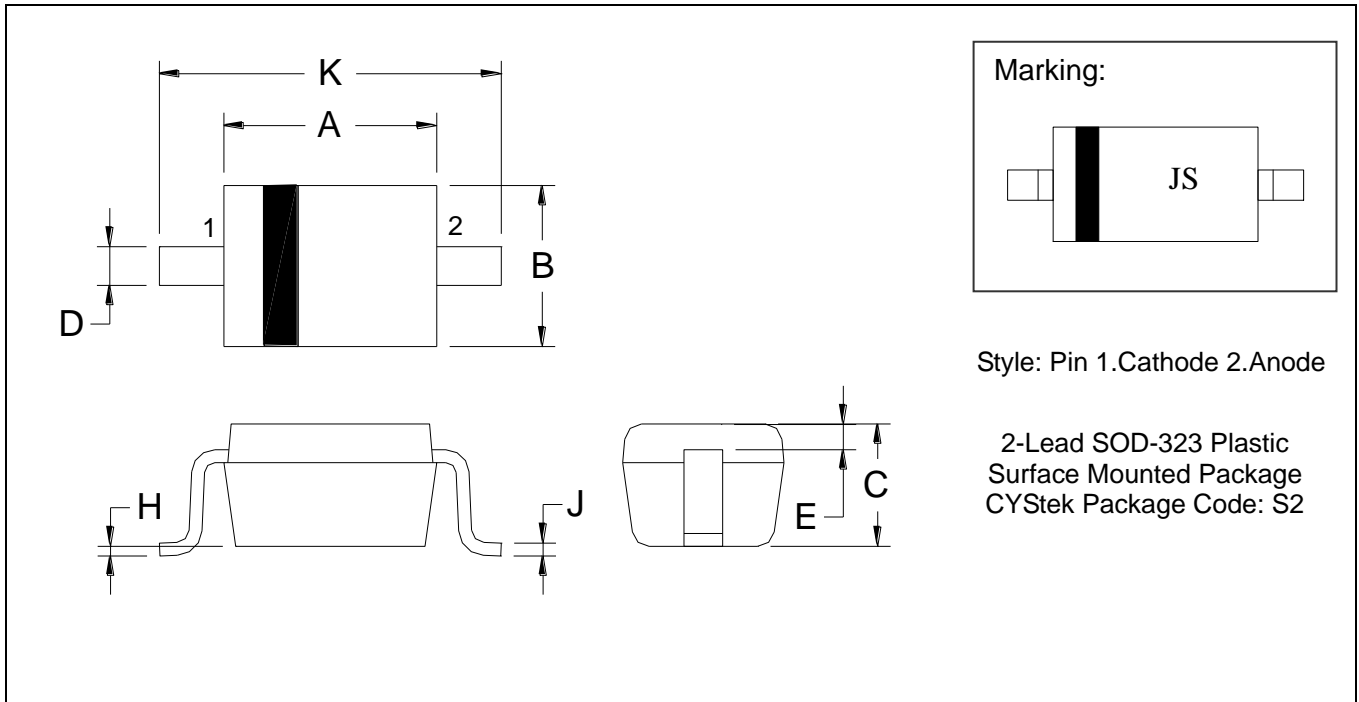 K
A
1
2
B
D
H
J
E
C
Marking:
JS
Style: Pin 1.Cathode 2.Anode
2-Lead SOD-323 Plastic
Surface Mounted Package
CYStek Package Code: S2